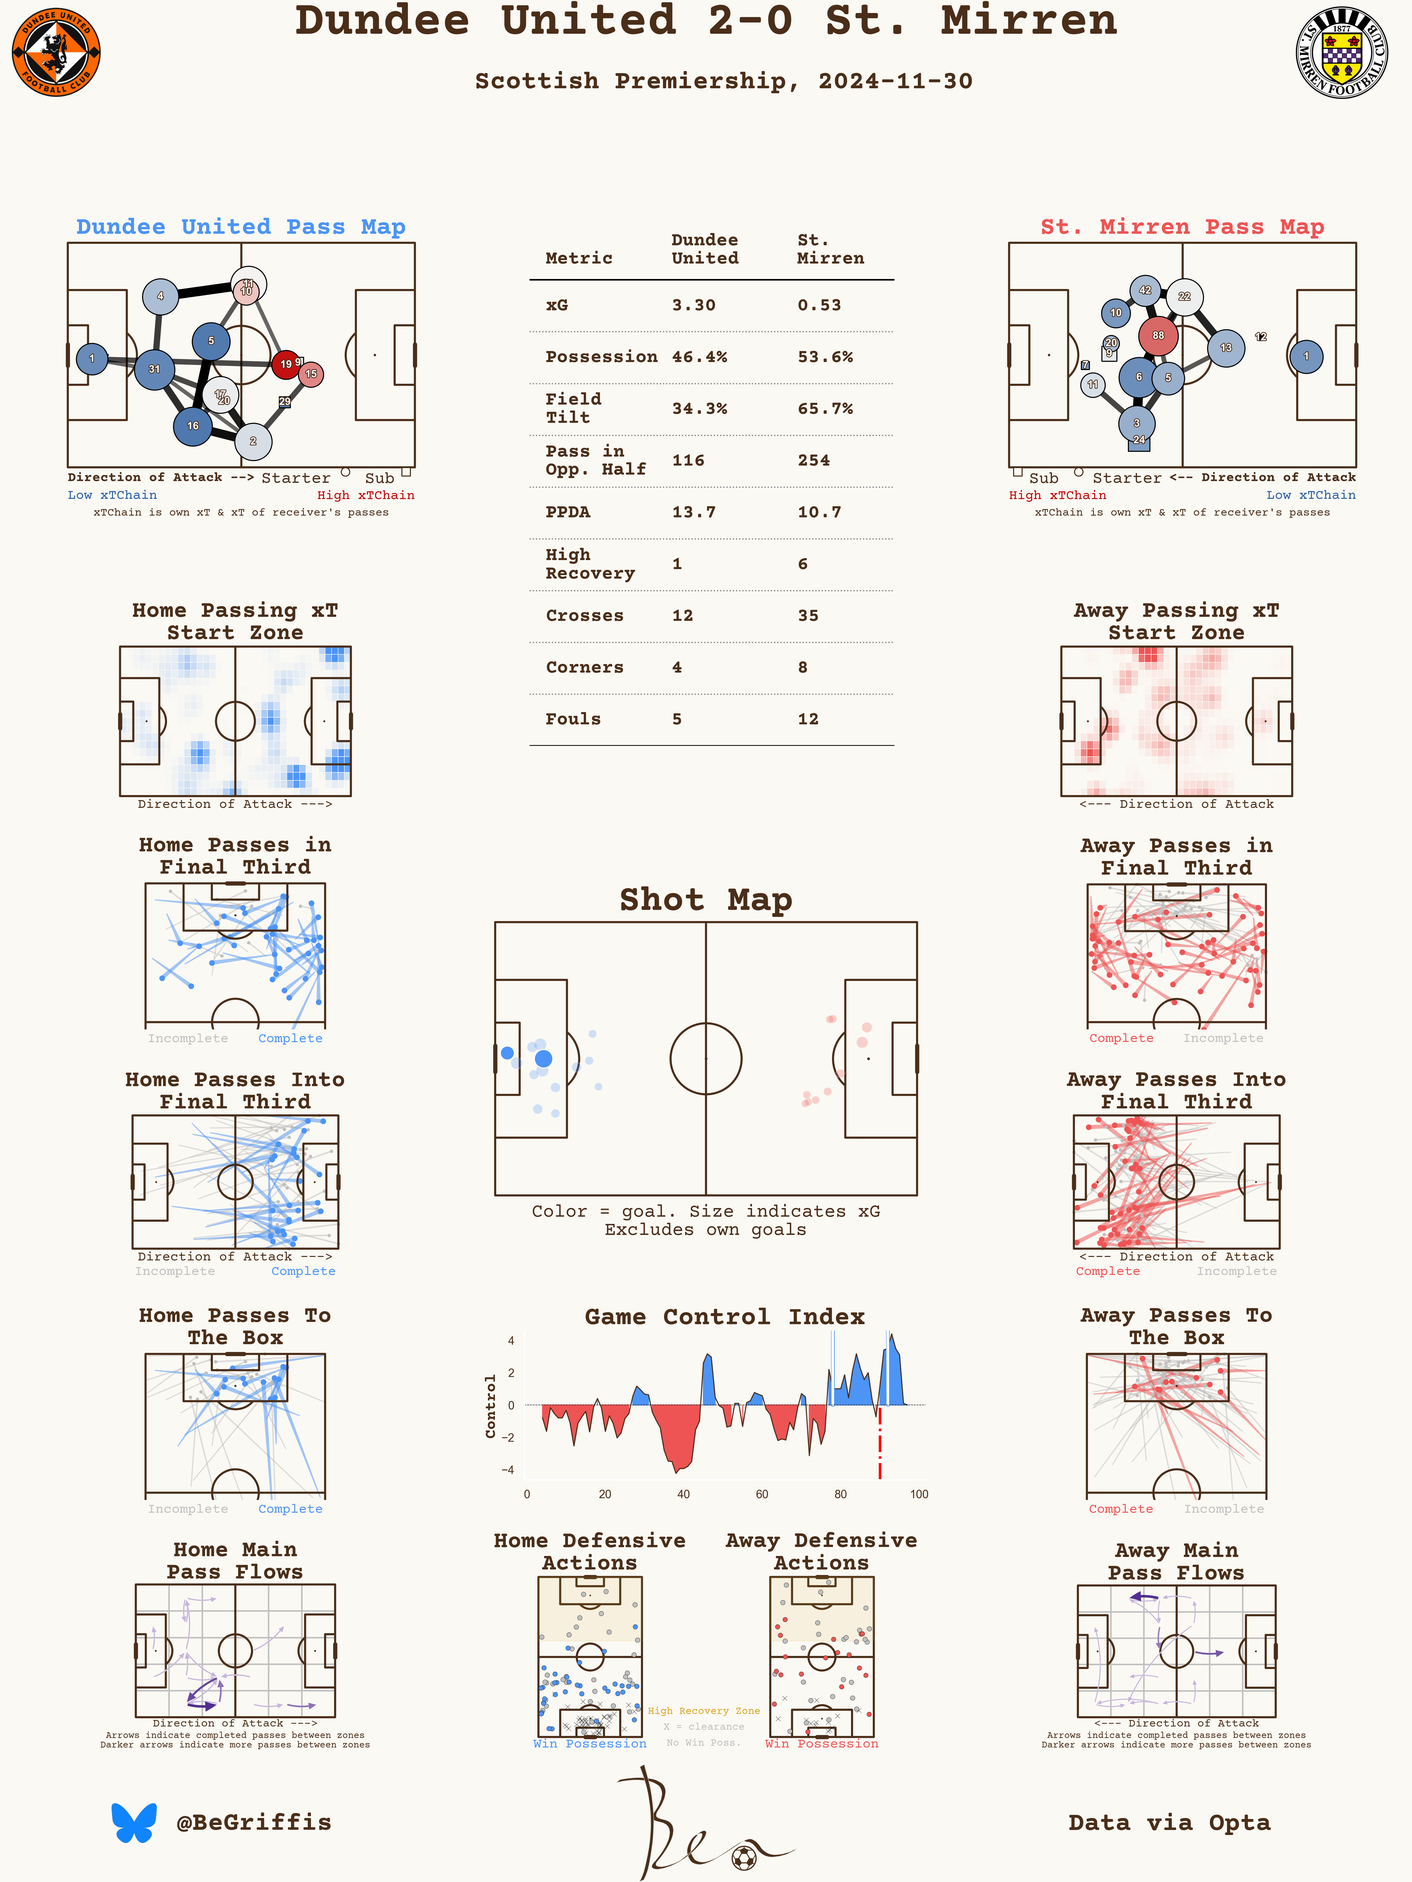 Dundee United 2-0 St. Mirren
Scottish Premiership, 2024-11-30
DUNDEE UNITED
FOOTBALL CLUB
1877
ST. MIRREN FOOTBALL CLUB
Dundee United Pass Map
4
11
10
5
1
31
19
9
15
17
20
29
16
2
Direction of Attack --> Starter Sub
Low xTChain High xTChain
xTChain is own xT & xT of receiver's passes
Metric Dundee United St. Mirren
xG 3.30 0.53
Possession 46.4% 53.6%
Field Tilt 34.3% 65.7%
Pass in Opp. Half 116 254
PPDA 13.7 10.7
High Recovery 1 6
Crosses 12 35
Corners 4 8
Fouls 5 12
St. Mirren Pass Map
42
22
10
88
20
9
12
13
1
7
11
6
5
3
24
Sub Starter <-- Direction of Attack
High xTChain Low xTChain
xTChain is own xT & xT of receiver's passes
Home Passing xT
Start Zone
Direction of Attack --->
Away Passing xT
Start Zone
<--- Direction of Attack
Home Passes in
Final Third
Incomplete Complete
Away Passes in
Final Third
Complete Incomplete
Shot Map
Color = goal. Size indicates xG
Excludes own goals
Home Passes Into
Final Third
Direction of Attack --->
Incomplete Complete
Away Passes Into
Final Third
<--- Direction of Attack
Complete Incomplete
Home Passes To
The Box
Incomplete Complete
Game Control Index
Control
4
2
0
−2
−4
0 20 40 60 80 100
Away Passes To
The Box
Complete Incomplete
Home Main
Pass Flows
Direction of Attack --->
Arrows indicate completed passes between zones
Darker arrows indicate more passes between zones
Home Defensive
Actions
Win Possession
Away Defensive
Actions
Win Possession
High Recovery Zone
X = clearance
No Win Poss.
Away Main
Pass Flows
<--- Direction of Attack
Arrows indicate completed passes between zones
Darker arrows indicate more passes between zones
@BeGriffis
Ben
Data via Opta